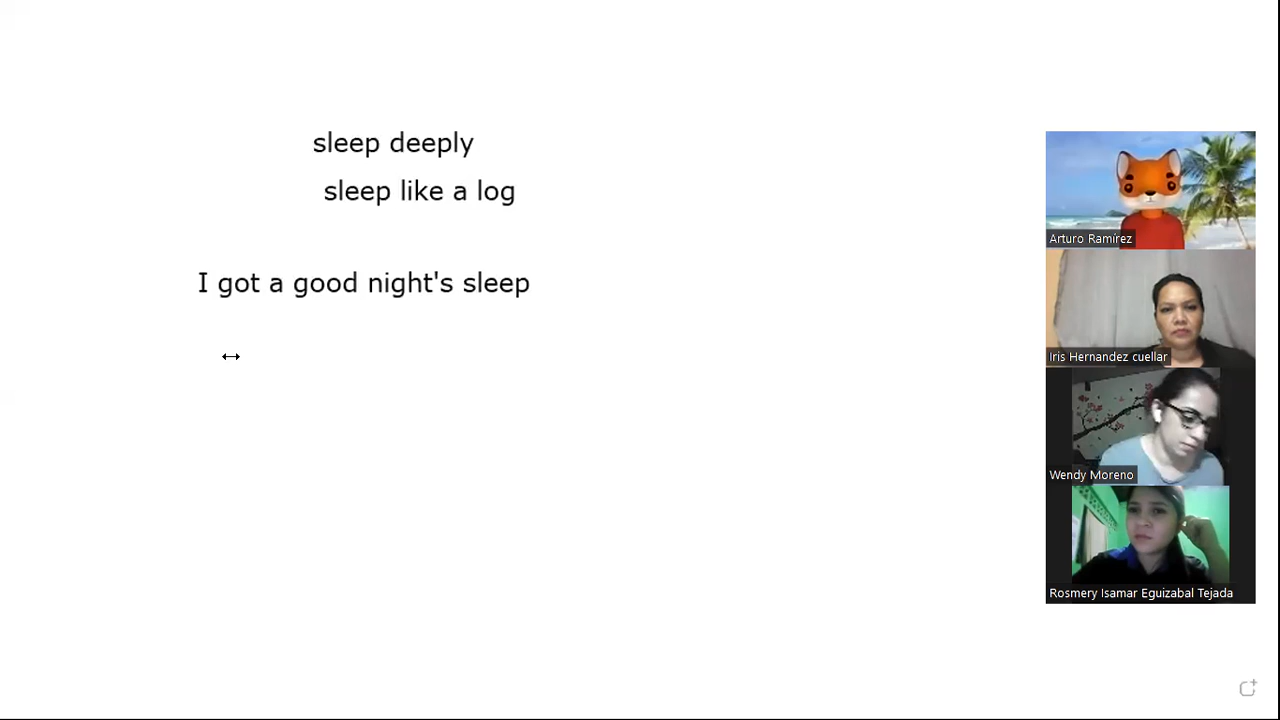 sleep deeply
sleep like a log
I got a good night's sleep
Arturo Ramírez
Iris Hernandez cuellar
Wendy Moreno
Rosmery Isamar Eguizabal Tejada